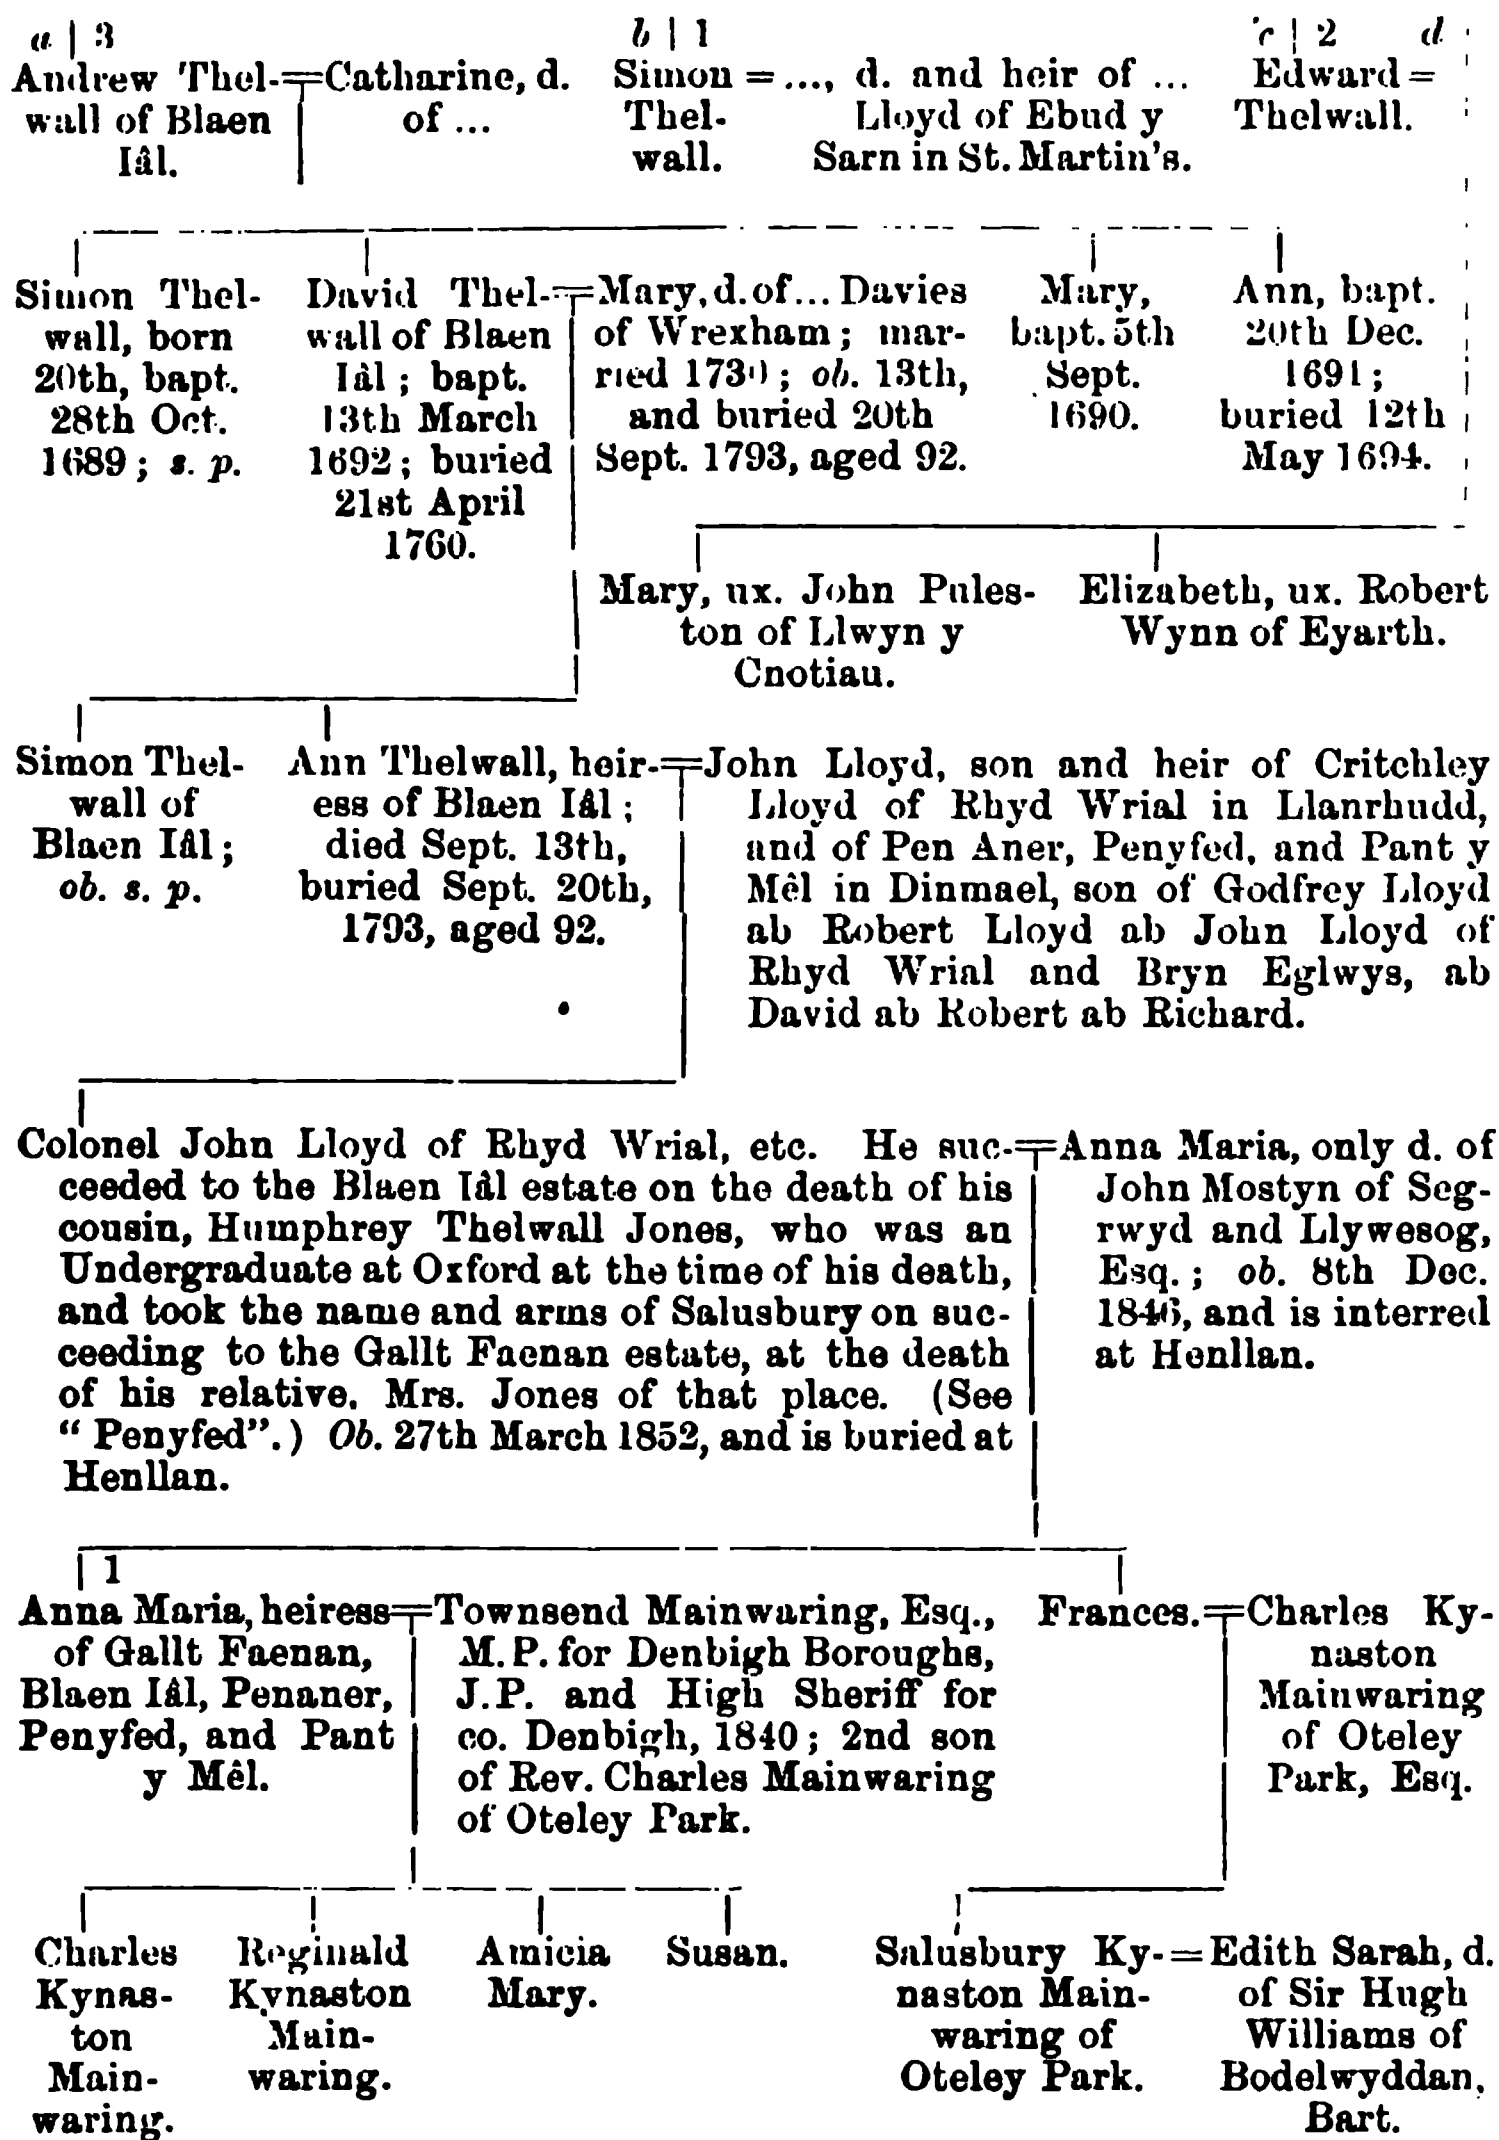 a | 3
Andrew Thel-
wall of Blaen
Iâl.
Catharine, d.
of ...
b | 1
Simon
Thel-
wall.
= ..., d. and heir of ...
Lloyd of Ebud y
Sarn in St. Martin's.
c | 2
Edward =
Thelwall.
d
Simon Thel-
wall, born
20th, bapt.
28th Oct.
1689; s. p.
David Thel-
wall of Blaen
Iâl; bapt.
13th March
1692; buried
21st April
1760.
Mary, d. of ... Davies
of Wrexham; mar-
ried 1730; ob. 13th,
and buried 20th
Sept. 1793, aged 92.
Mary,
bapt. 5th
Sept.
1690.
Ann, bapt.
20th Dec.
1691;
buried 12th
May 1694.
Mary, ux. John Pules-
ton of Llwyn y
Cnotiau.
Elizabeth, ux. Robert
Wynn of Eyarth.
Simon Thel-
wall of
Blaen Iâl;
ob. s. p.
Ann Thelwall, heir-
ess of Blaen Iâl;
died Sept. 13th,
buried Sept. 20th,
1793, aged 92.
John Lloyd, son and heir of Critchley
Lloyd of Rhyd Wrial in Llanrhudd,
and of Pen Aner, Penyfed, and Pant y
Mêl in Dinmael, son of Godfrey Lloyd
ab Robert Lloyd ab John Lloyd of
Rhyd Wrial and Bryn Eglwys, ab
David ab Robert ab Richard.
Colonel John Lloyd of Rhyd Wrial, etc. He suc-
ceeded to the Blaen Iâl estate on the death of his
cousin, Humphrey Thelwall Jones, who was an
Undergraduate at Oxford at the time of his death,
and took the name and arms of Salusbury on suc-
ceeding to the Gallt Faenan estate, at the death
of his relative, Mrs. Jones of that place. (See
"Penyfed".) Ob. 27th March 1852, and is buried at
Henllan.
Anna Maria, only d. of
John Mostyn of Seg-
rwyd and Llywesog,
Esq.; ob. 8th Dec.
1846, and is interred
at Henllan.
1
Anna Maria, heiress
of Gallt Faenan,
Blaen Iâl, Penaner,
Penyfed, and Pant
y Mêl.
Townsend Mainwaring, Esq.,
M.P. for Denbigh Boroughs,
J.P. and High Sheriff for
co. Denbigh, 1840; 2nd son
of Rev. Charles Mainwaring
of Oteley Park.
Frances.
Charles Ky-
naston
Mainwaring
of Oteley
Park, Esq.
Charles
Kynas-
ton
Main-
waring.
Reginald
Kynaston
Main-
waring.
Amicia
Mary.
Susan.
Salusbury Ky-
naston Main-
waring of
Oteley Park.
= Edith Sarah, d.
of Sir Hugh
Williams of
Bodelwyddan,
Bart.